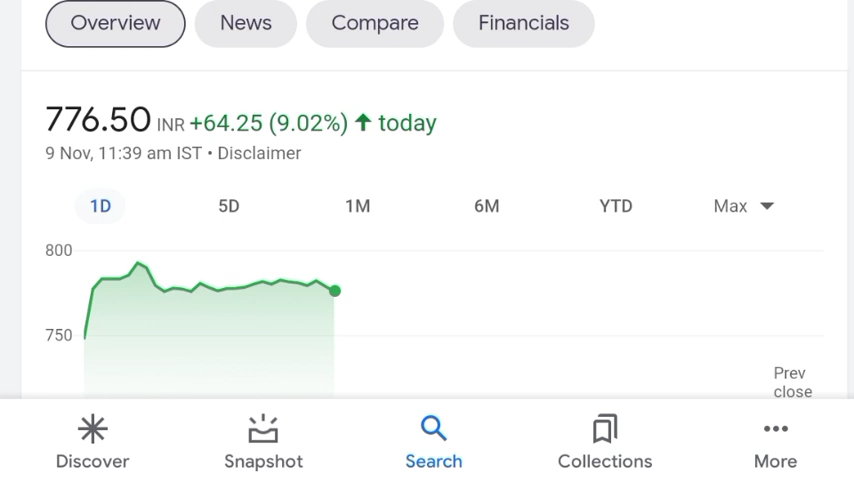 Overview News Compare Financials
776.50 INR +64.25 (9.02%) ↑ today
9 Nov, 11:39 am IST • Disclaimer
1D 5D 1M 6M YTD Max
800
750
Prev
close
Discover Snapshot Search Collections More